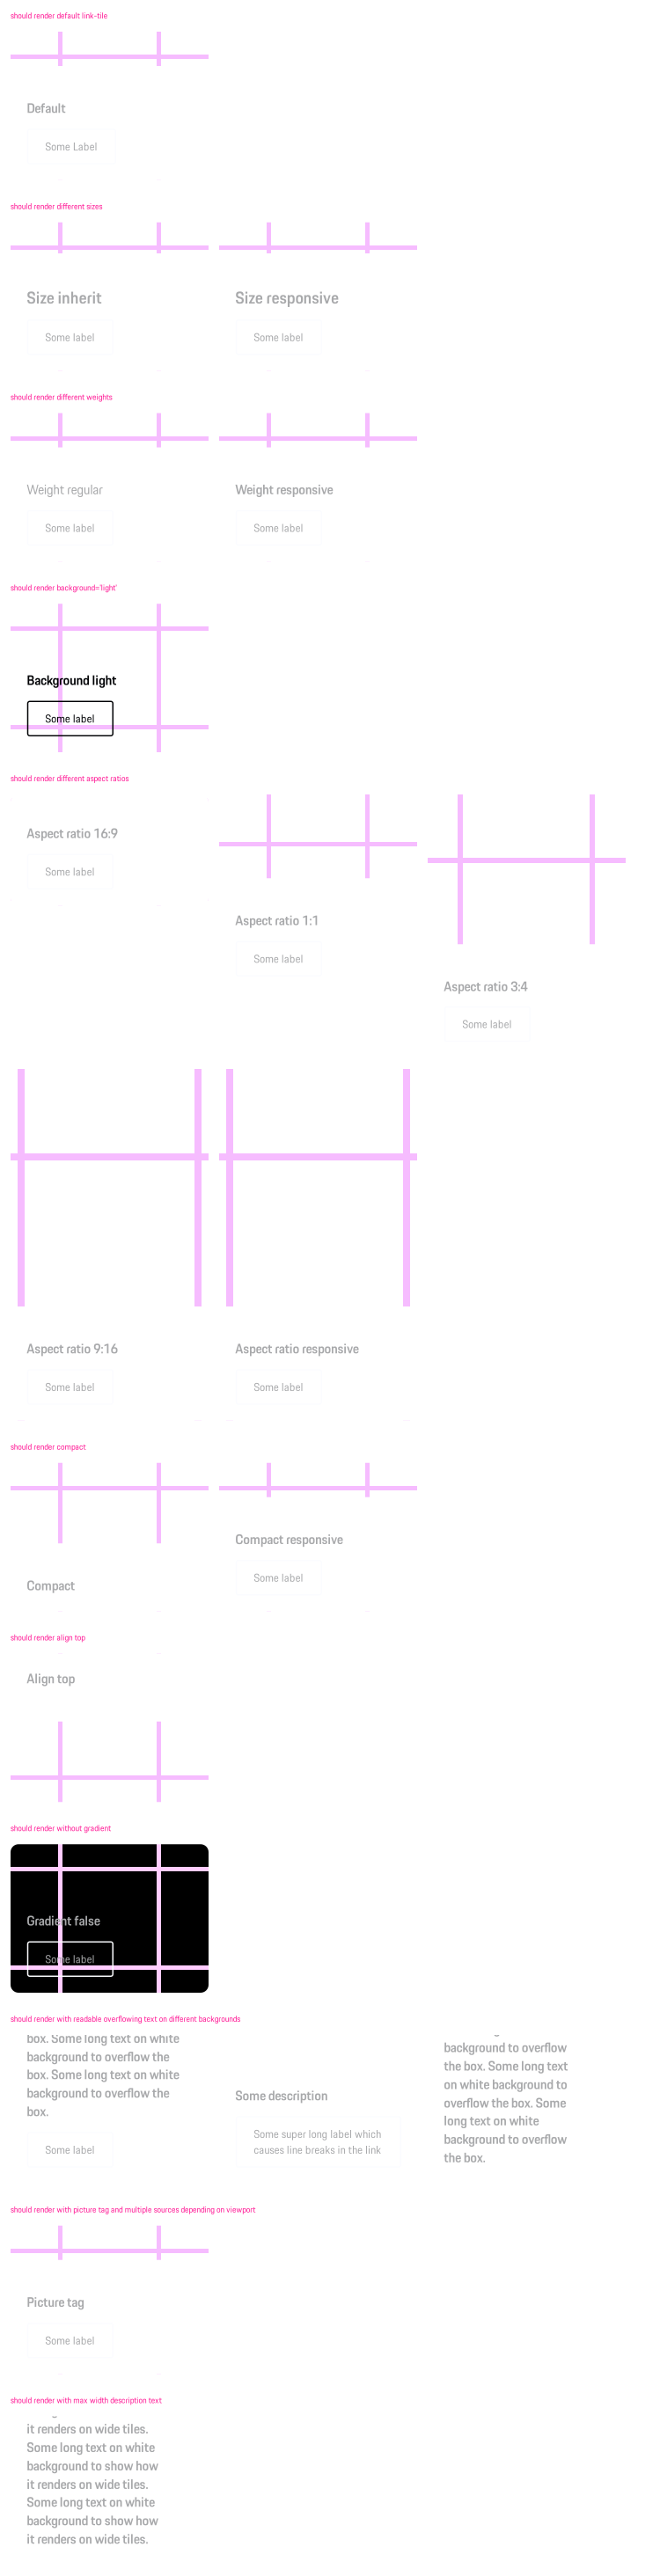 should render default link-tile
Default
Some Label
should render different sizes
Size inherit
Size responsive
Some label
Some label
should render different weights
Weight regular
Weight responsive
Some label
Some label
should render background='light'
Background light
Some label
should render different aspect ratios
Aspect ratio 16:9
Some label
Aspect ratio 1:1
Some label
Aspect ratio 3:4
Some label
Aspect ratio 9:16
Aspect ratio responsive
Some label
Some label
should render compact
Compact responsive
Some label
Compact
should render align top
Align top
should render without gradient
Gradient false
Some label
should render with readable overflowing text on different backgrounds
box. Some long text on white
background to overflow the
box. Some long text on white
background to overflow the
box.
Some label
Some description
Some super long label which
causes line breaks in the link
background to overflow
the box. Some long text
on white background to
overflow the box. Some
long text on white
background to overflow
the box.
should render with picture tag and multiple sources depending on viewport
Picture tag
Some label
should render with max width description text
it renders on wide tiles.
Some long text on white
background to show how
it renders on wide tiles.
Some long text on white
background to show how
it renders on wide tiles.